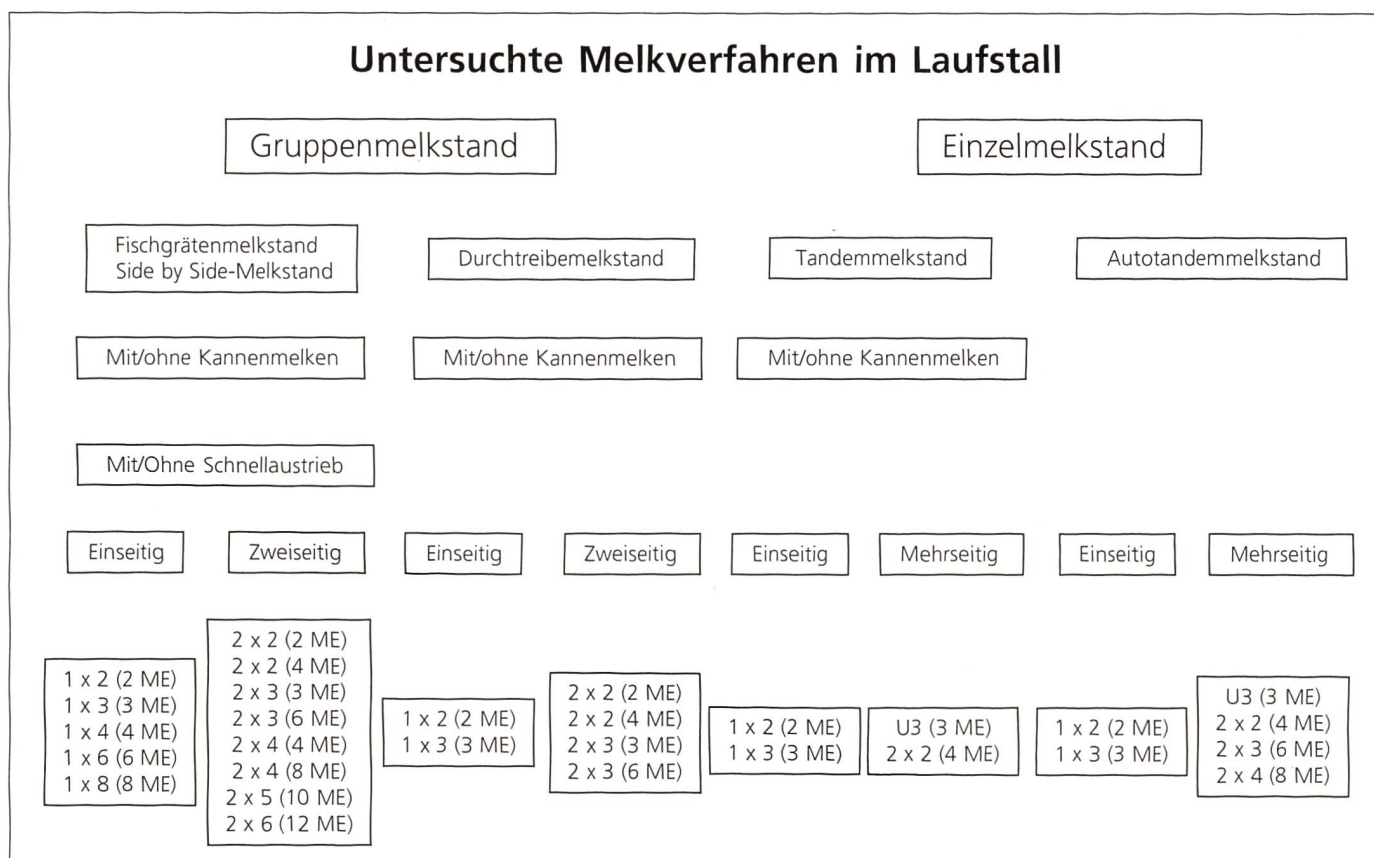 Untersuchte Melkverfahren im Laufstall
Gruppenmelkstand
Einzelmelkstand
Fischgrätenmelkstand
Side by Side-Melkstand
Durchtreibemelkstand
Tandemmelkstand
Autotandemmelkstand
Mit/ohne Kannenmelken
Mit/ohne Kannenmelken
Mit/ohne Kannenmelken
Mit/Ohne Schnellaustrieb
Einseitig
Zweiseitig
Einseitig
Zweiseitig
Einseitig
Mehrseitig
Einseitig
Mehrseitig
1 x 2 (2 ME)
1 x 3 (3 ME)
1 x 4 (4 ME)
1 x 6 (6 ME)
1 x 8 (8 ME)
2 x 2 (2 ME)
2 x 2 (4 ME)
2 x 3 (3 ME)
2 x 3 (6 ME)
2 x 4 (4 ME)
2 x 4 (8 ME)
2 x 5 (10 ME)
2 x 6 (12 ME)
1 x 2 (2 ME)
1 x 3 (3 ME)
2 x 2 (2 ME)
2 x 2 (4 ME)
2 x 3 (3 ME)
2 x 3 (6 ME)
1 x 2 (2 ME)
1 x 3 (3 ME)
U3 (3 ME)
2 x 2 (4 ME)
1 x 2 (2 ME)
1 x 3 (3 ME)
U3 (3 ME)
2 x 2 (4 ME)
2 x 3 (6 ME)
2 x 4 (8 ME)